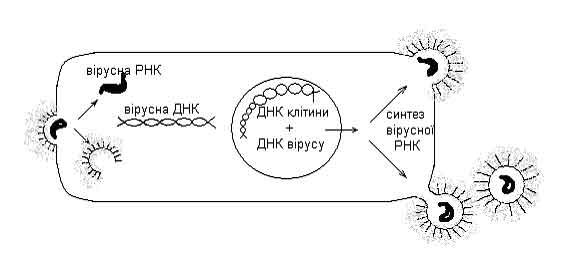 вірусна РНК
вірусна ДНК
ДНК клітини
+
ДНК вірусу
синтез
вірусної
РНК